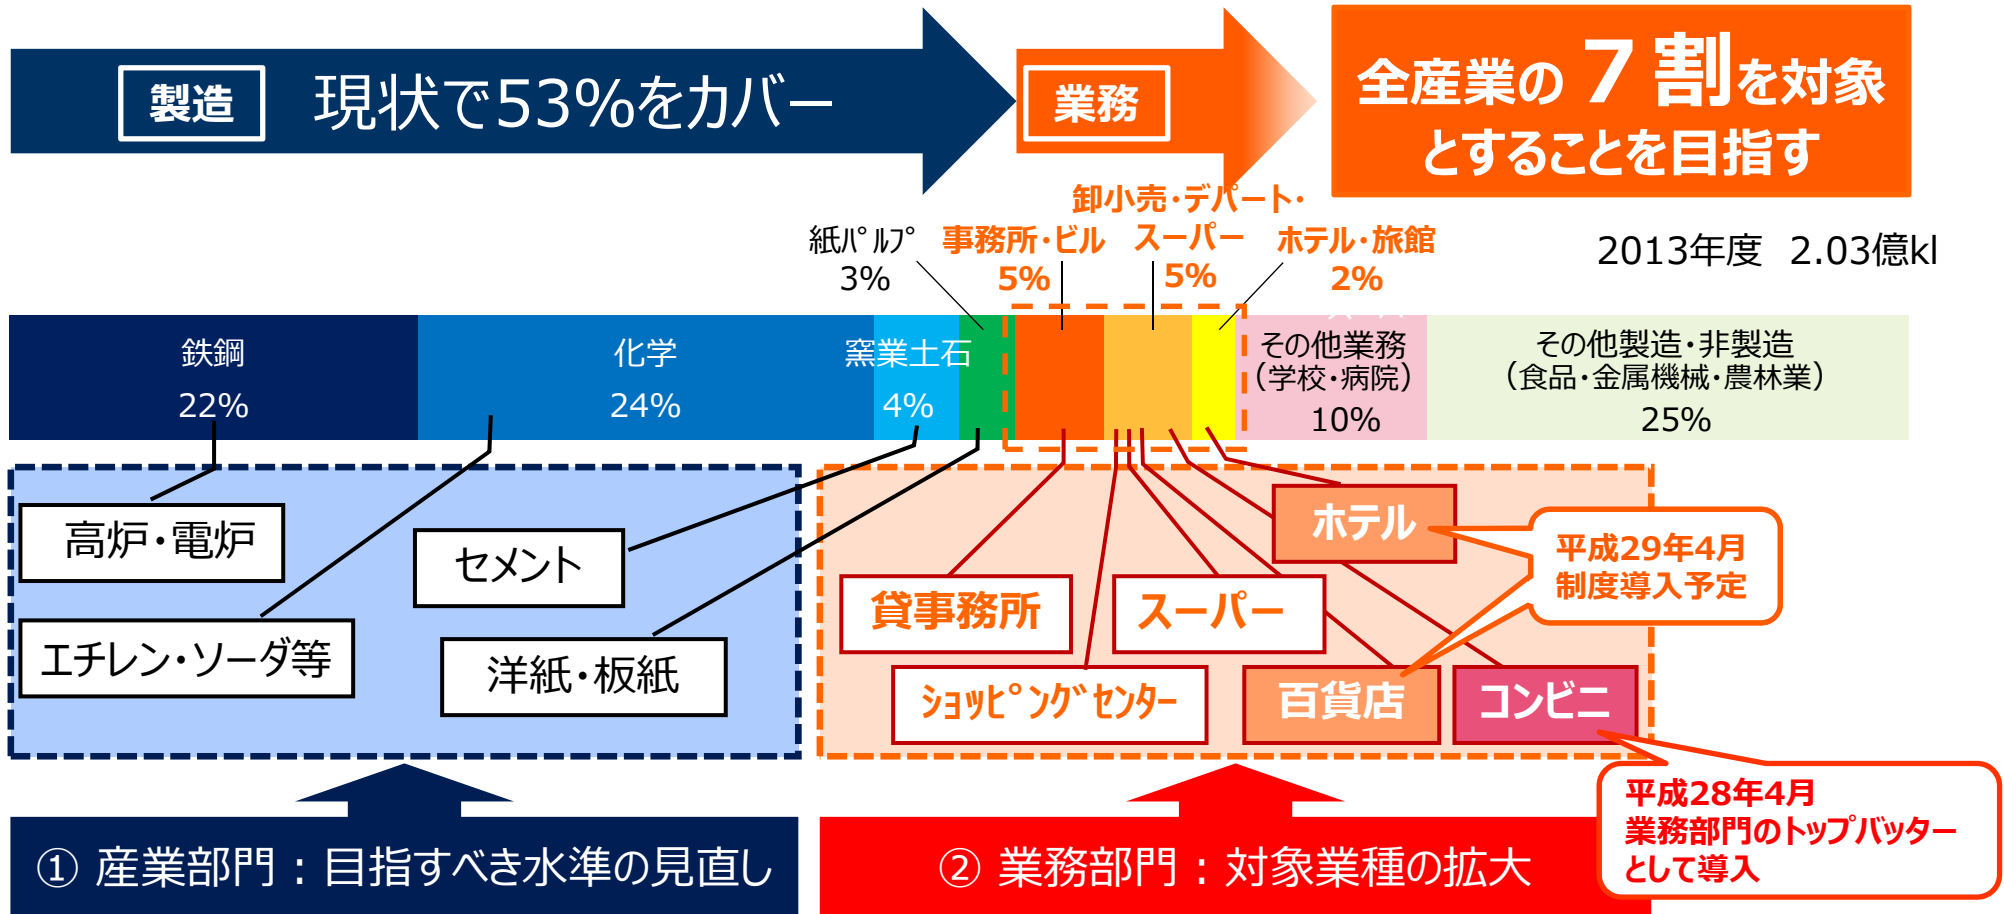 製造
現状で53%をカバー
業務
全産業の7割を対象
とすることを目指す
紙ﾊﾟﾙﾌﾟ
3%
事務所・ビル
5%
卸小売・デパート・
スーパー
5%
ホテル・旅館
2%
2013年度 2.03億kl
鉄鋼
22%
化学
24%
窯業土石
4%
その他業務
(学校・病院)
10%
その他製造・非製造
(食品・金属機械・農林業)
25%
高炉・電炉
セメント
エチレン・ソーダ等
洋紙・板紙
ホテル
平成29年4月
制度導入予定
貸事務所
スーパー
ｼｮｯﾋﾟﾝｸﾞｾﾝﾀｰ
百貨店
コンビニ
平成28年4月
業務部門のトップバッター
として導入
① 産業部門:目指すべき水準の見直し
② 業務部門:対象業種の拡大